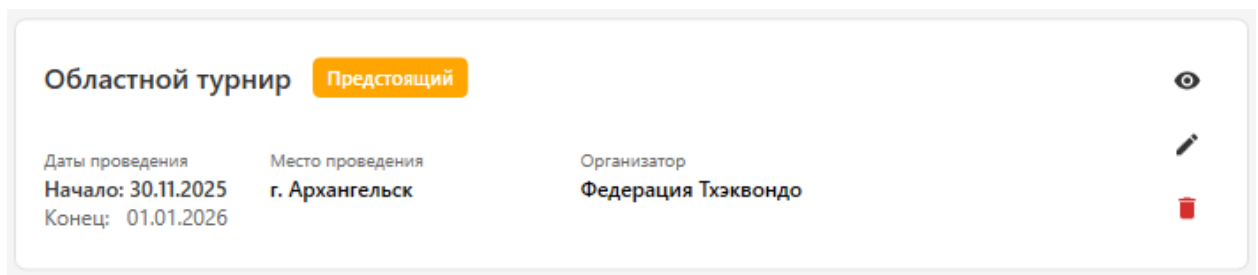 Областной турнир Предстоящий
Даты проведения Место проведения Организатор
Начало: 30.11.2025 г. Архангельск Федерация Тхэквондо
Конец: 01.01.2026